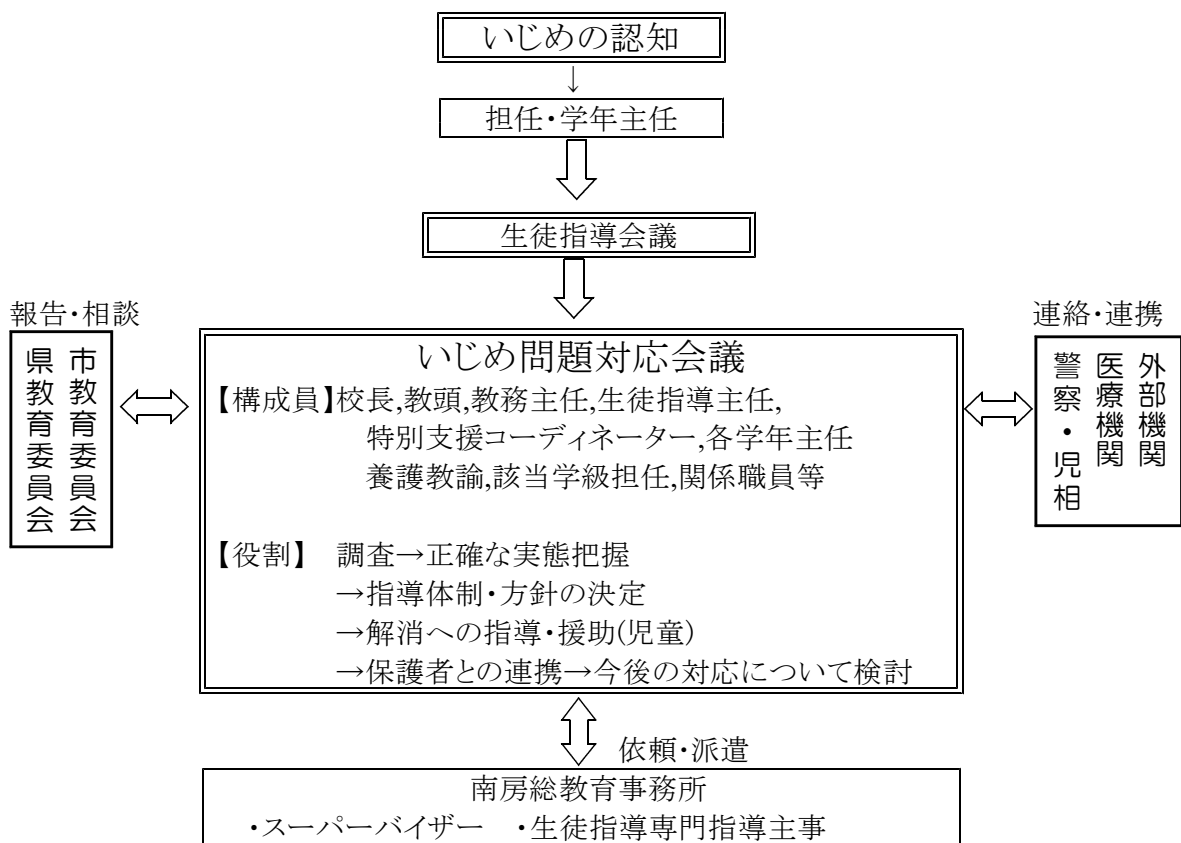 いじめの認知
↓
担任・学年主任
生徒指導会議
報告・相談
市教育委員会
県教育委員会
いじめ問題対応会議
【構成員】校長,教頭,教務主任,生徒指導主任,
特別支援コーディネーター,各学年主任
養護教諭,該当学級担任,関係職員等
【役割】 調査→正確な実態把握
→指導体制・方針の決定
→解消への指導・援助(児童)
→保護者との連携→今後の対応について検討
連絡・連携
外部機関
医療機関
警察・児相
依頼・派遣
南房総教育事務所
・スーパーバイザー ・生徒指導専門指導主事